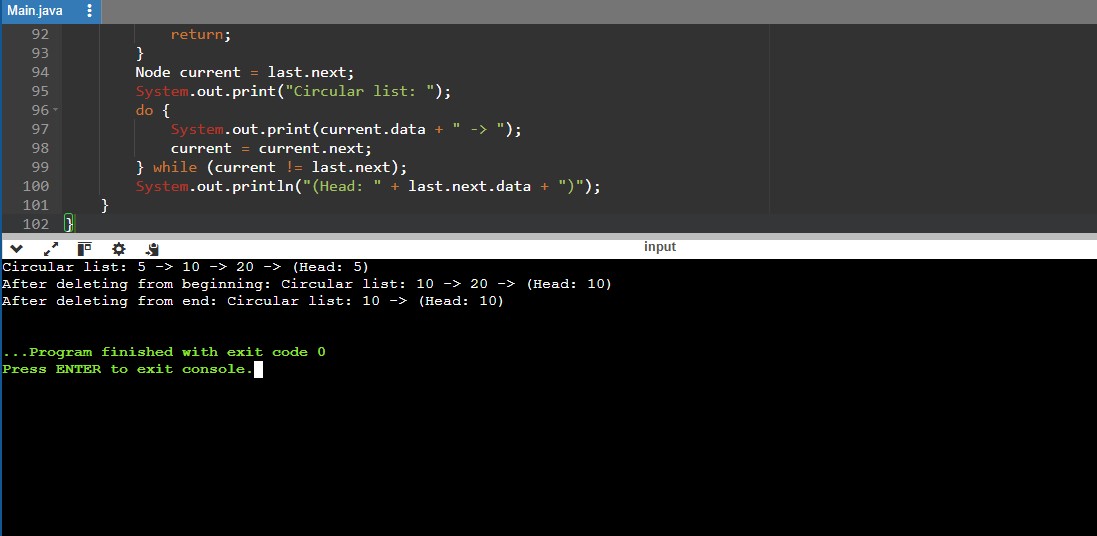 Main.java
92 return;
93 }
94 Node current = last.next;
95 System.out.print("Circular list: ");
96 do {
97 System.out.print(current.data + " -> ");
98 current = current.next;
99 } while (current != last.next);
100 System.out.println("(Head: " + last.next.data + ")");
101 }
102 }
input
Circular list: 5 -> 10 -> 20 -> (Head: 5)
After deleting from beginning: Circular list: 10 -> 20 -> (Head: 10)
After deleting from end: Circular list: 10 -> (Head: 10)
...Program finished with exit code 0
Press ENTER to exit console.